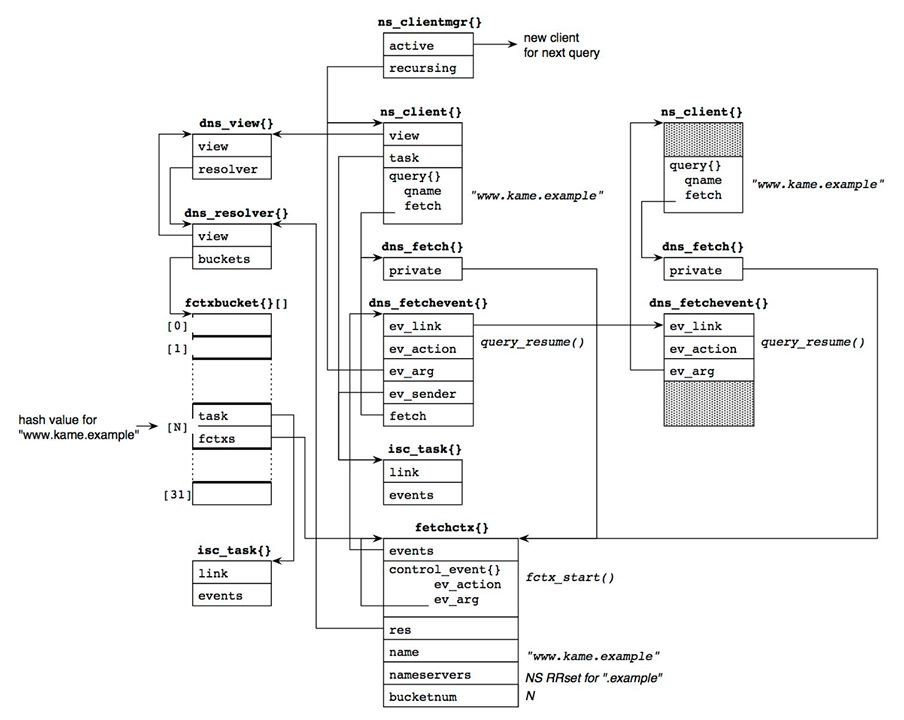 ns_clientmgr{}
active
recursing
new client
for next query
dns_view{}
view
resolver
ns_client{}
view
task
query{}
qname
fetch
"www.kame.example"
ns_client{}
query{}
qname
fetch
"www.kame.example"
dns_resolver{}
view
buckets
dns_fetch{}
private
dns_fetch{}
private
fctxbucket{}[]
[0]
[1]
dns_fetchevent{}
ev_link
ev_action
ev_arg
ev_sender
fetch
query_resume()
dns_fetchevent{}
ev_link
ev_action
ev_arg
query_resume()
hash value for
"www.kame.example"
[N]
task
fctxs
[31]
isc_task{}
link
events
isc_task{}
link
events
fetchctx{}
events
control_event{}
ev_action
ev_arg
fctx_start()
res
name
"www.kame.example"
nameservers
NS RRset for ".example"
bucketnum
N